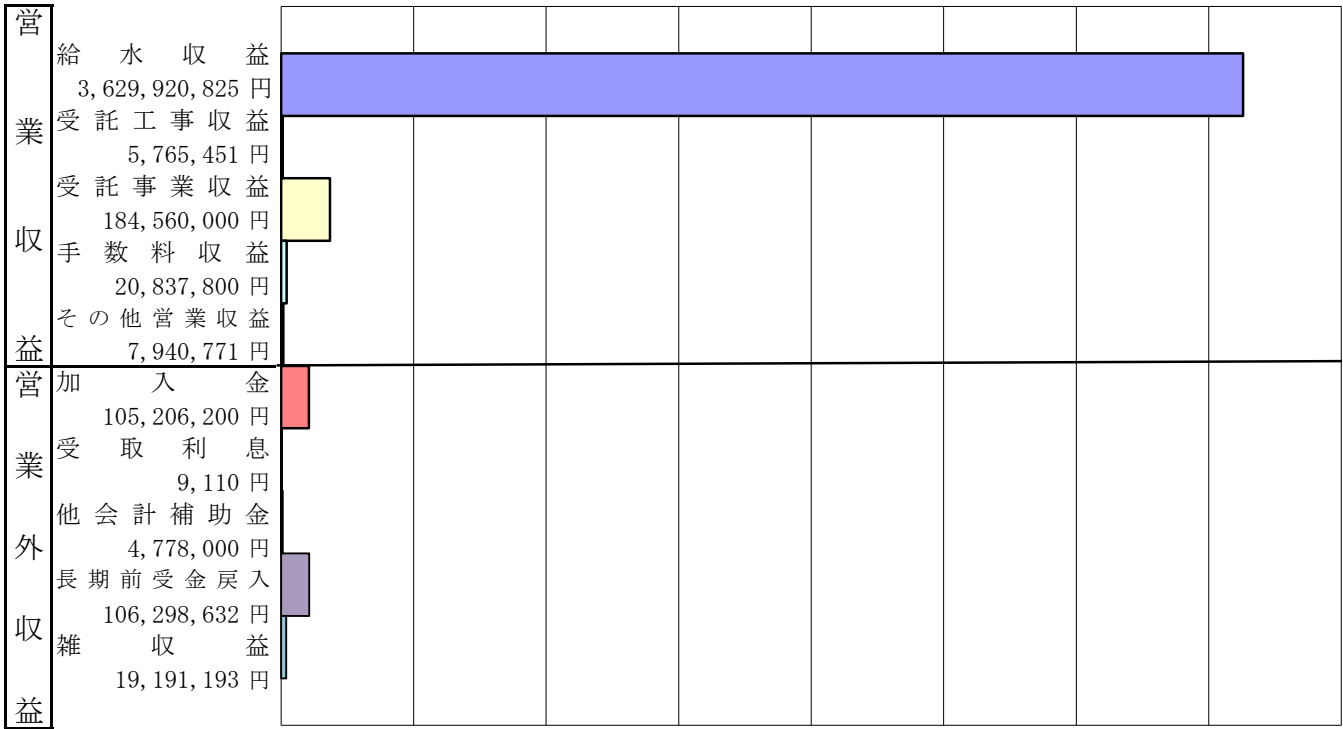 営業収益
給水収益
3,629,920,825 円
受託工事収益
5,765,451 円
受託事業収益
184,560,000 円
手数料収益
20,837,800 円
その他営業収益
7,940,771 円
営業外収益
加入金
105,206,200 円
受取利息
9,110 円
他会計補助金
4,778,000 円
長期前受金戻入
106,298,632 円
雑収益
19,191,193 円